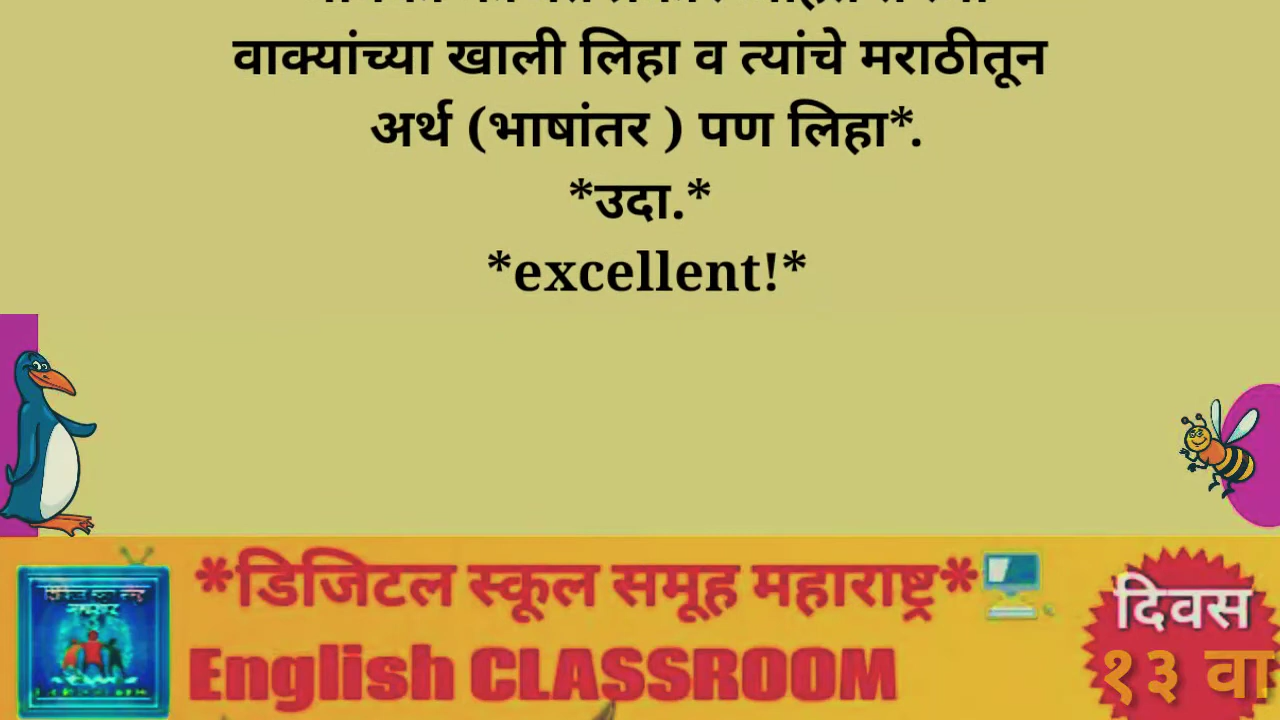 वाक्यांच्या खाली लिहा व त्यांचे मराठीतून
अर्थ (भाषांतर ) पण लिहा*.
*उदा.*
*excellent!*
*डिजिटल स्कूल समूह महाराष्ट्र*
English CLASSROOM
दिवस
१३ वा